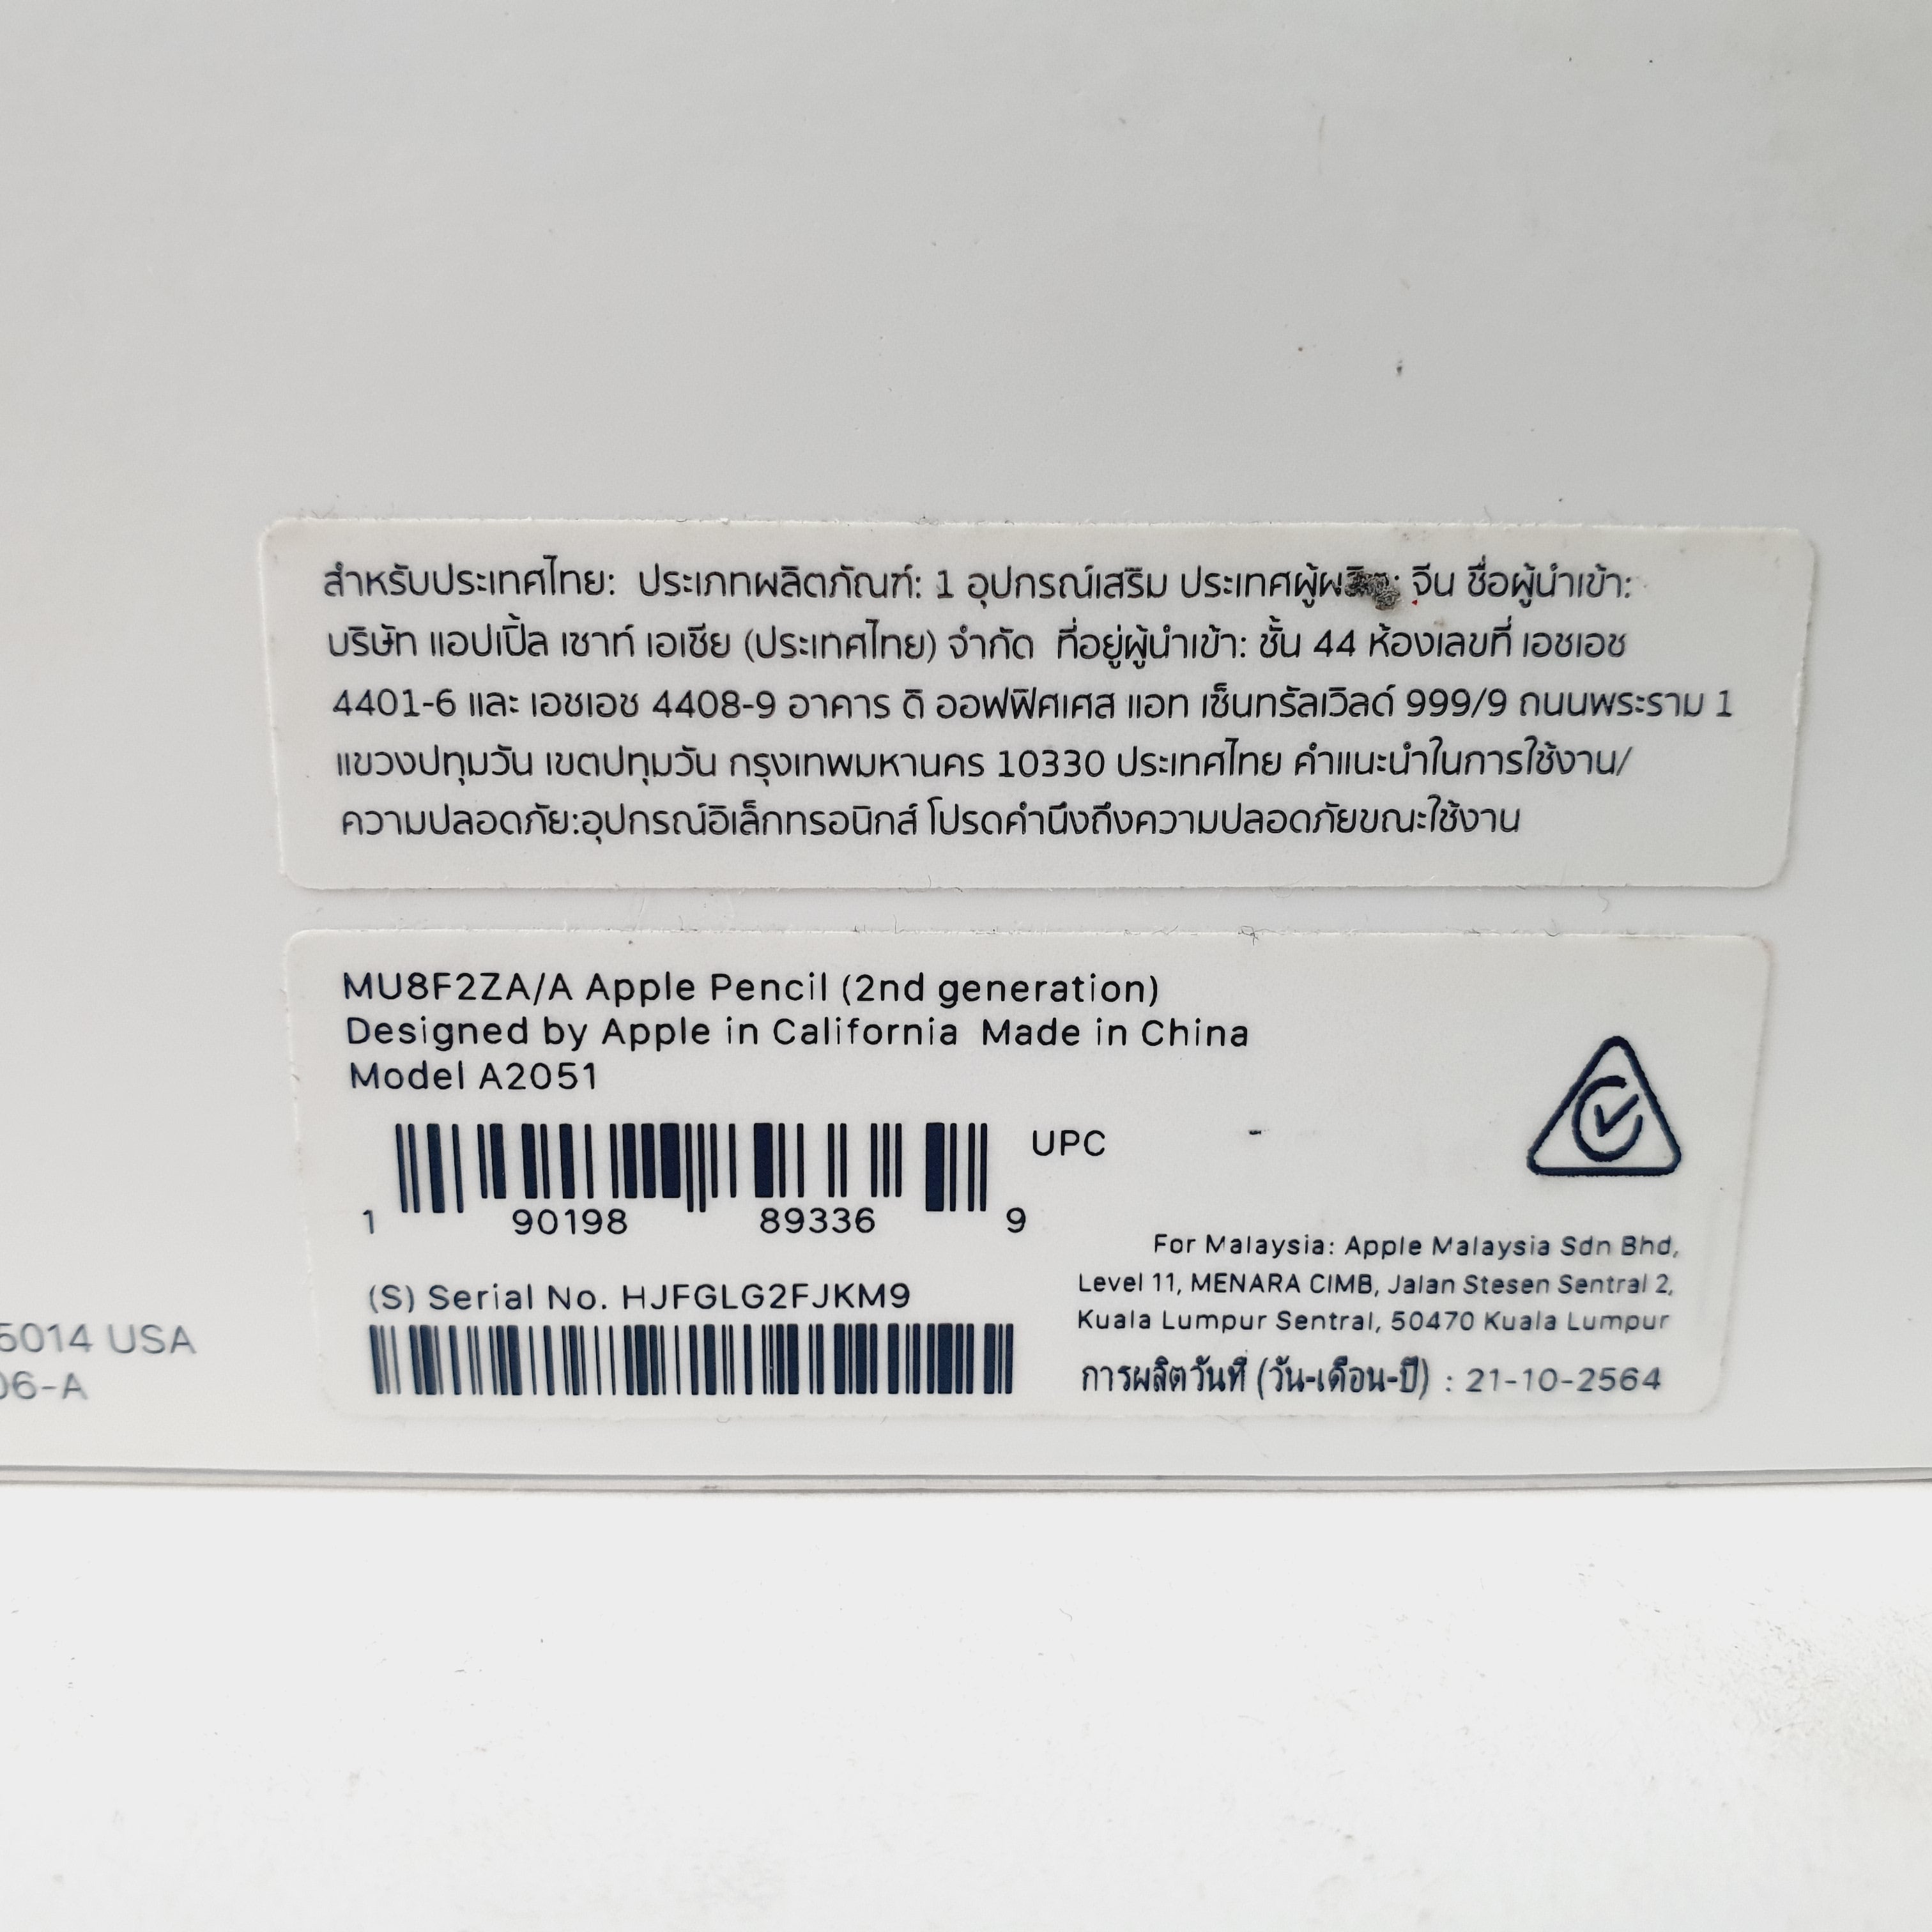 สำหรับประเทศไทย: ประเภทผลิตภัณฑ์: 1 อุปกรณ์เสริม ประเทศผู้ผลิต: จีน ชื่อผู้นำเข้า:
บริษัท แอปเปิ้ล เซาท์ เอเชีย (ประเทศไทย) จำกัด ที่อยู่ผู้นำเข้า: ชั้น 44 ห้องเลขที่ เอชเอช
4401-6 และ เอชเอช 4408-9 อาคาร ดิ ออฟฟิศเศส แอท เซ็นทรัลเวิลด์ 999/9 ถนนพระราม 1
แขวงปทุมวัน เขตปทุมวัน กรุงเทพมหานคร 10330 ประเทศไทย คำแนะนำในการใช้งาน/
ความปลอดภัย:อุปกรณ์อิเล็กทรอนิกส์ โปรดคำนึงถึงความปลอดภัยขณะใช้งาน
MU8F2ZA/A Apple Pencil (2nd generation)
Designed by Apple in California Made in China
Model A2051
UPC
1 90198 89336 9
(S) Serial No. HJFGLG2FJKM9
For Malaysia: Apple Malaysia Sdn Bhd,
Level 11, MENARA CIMB, Jalan Stesen Sentral 2,
Kuala Lumpur Sentral, 50470 Kuala Lumpur
การผลิตวันที่ (วัน-เดือน-ปี) : 21-10-2564
5014 USA
06-A